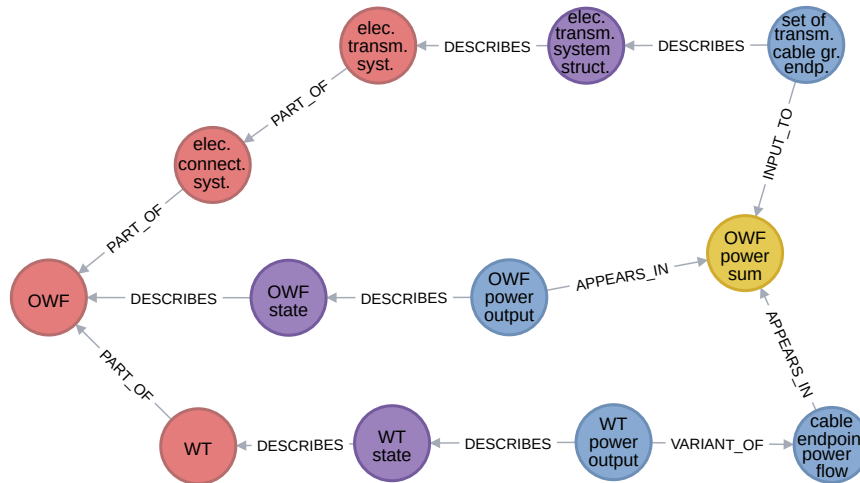 elec.
transm.
syst.
DESCRIBES
elec.
transm.
system
struct.
DESCRIBES
set of
transm.
cable gr.
endp.
PART_OF
INPUT_TO
elec.
connect.
syst.
PART_OF
OWF
power
sum
OWF
DESCRIBES
OWF
state
DESCRIBES
OWF
power
output
APPEARS_IN
APPEARS_IN
PART_OF
WT
DESCRIBES
WT
state
DESCRIBES
WT
power
output
VARIANT_OF
cable
endpoint
power
flow